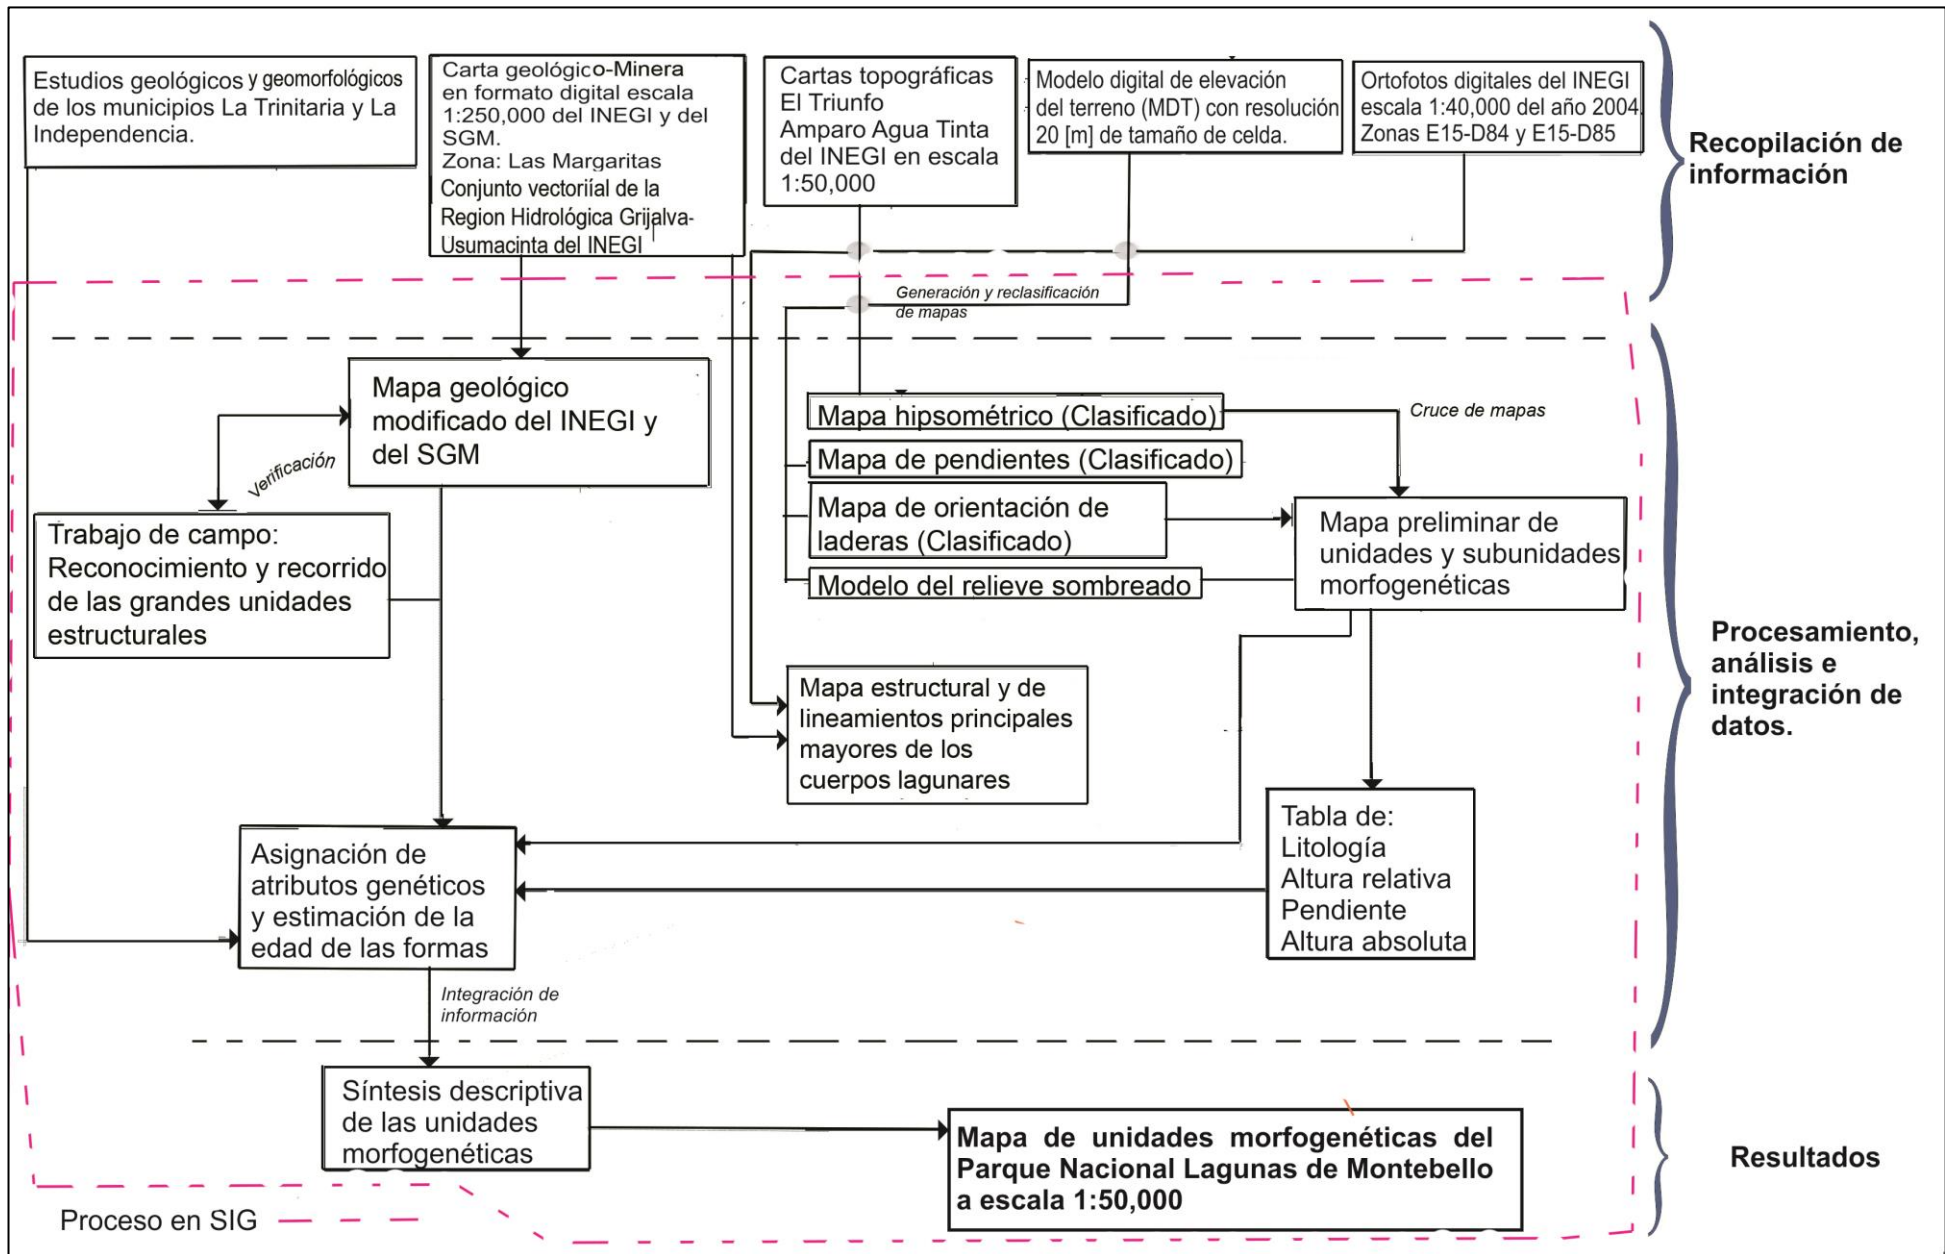 Estudios geológicos y geomorfológicos
de los municipios La Trinitaria y La
Independencia.
Carta geológico-Minera
en formato digital escala
1:250,000 del INEGI y del
SGM.
Zona: Las Margaritas
Conjunto vectoriíal de la
Region Hidrológica Grijalva-
Usumacinta del INEGI
Cartas topográficas
El Triunfo
Amparo Agua Tinta
del INEGI en escala
1:50,000
Modelo digital de elevación
del terreno (MDT) con resolución
20 [m] de tamaño de celda.
Ortofotos digitales del INEGI
escala 1:40,000 del año 2004.
Zonas E15-D84 y E15-D85
Recopilación de
información
Generación y reclasificación
de mapas
Mapa geológico
modificado del INEGI y
del SGM
Verificación
Trabajo de campo:
Reconocimiento y recorrido
de las grandes unidades
estructurales
Mapa hipsométrico (Clasificado)
Mapa de pendientes (Clasificado)
Mapa de orientación de
laderas (Clasificado)
Modelo del relieve sombreado
Cruce de mapas
Mapa preliminar de
unidades y subunidades
morfogenéticas
Mapa estructural y de
lineamientos principales
mayores de los
cuerpos lagunares
Procesamiento,
análisis e
integración de
datos.
Asignación de
atributos genéticos
y estimación de la
edad de las formas
Tabla de:
Litología
Altura relativa
Pendiente
Altura absoluta
Integración de
información
Síntesis descriptiva
de las unidades
morfogenéticas
Mapa de unidades morfogenéticas del
Parque Nacional Lagunas de Montebello
a escala 1:50,000
Resultados
Proceso en SIG